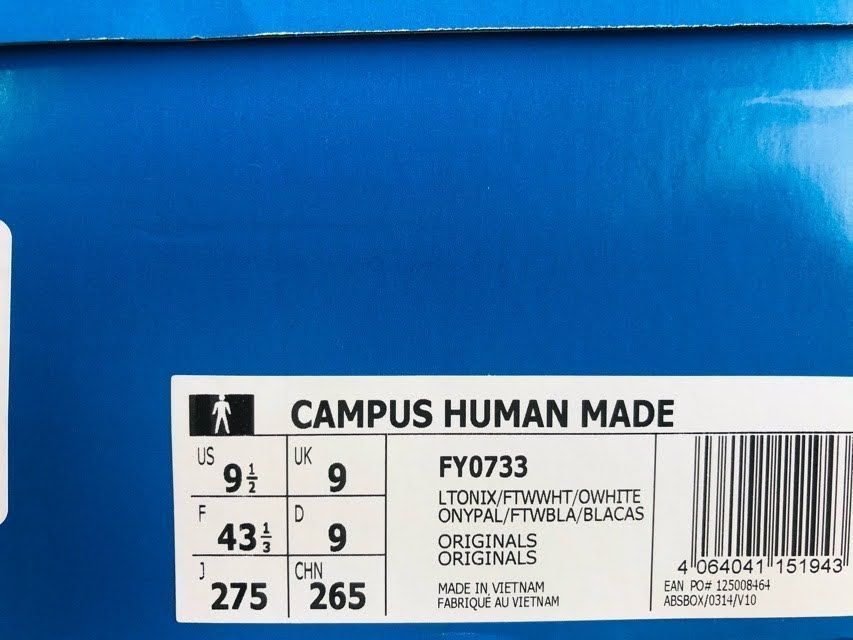 CAMPUS HUMAN MADE
US 9½ UK 9
F 43⅓ D 9
J 275 CHN 265
FY0733
LTONIX/FTWWHT/OWHITE
ONYPAL/FTWBLA/BLACAS
ORIGINALS
ORIGINALS
MADE IN VIETNAM
FABRIQUÉ AU VIETNAM
4 064041 151943
EAN PO# 125008464
ABSBOX/0314/V10